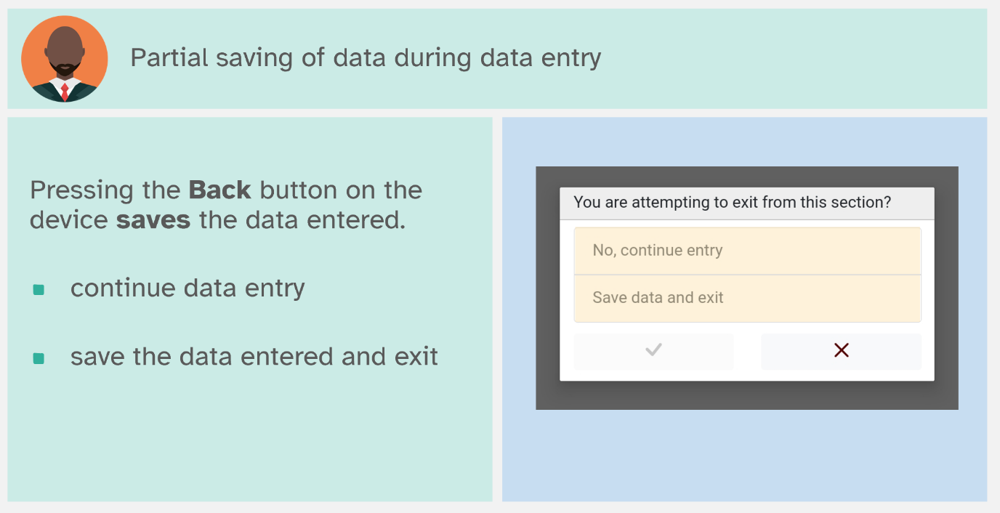 Partial saving of data during data entry
Pressing the Back button on the
device saves the data entered.
continue data entry
save the data entered and exit
You are attempting to exit from this section?
No, continue entry
Save data and exit